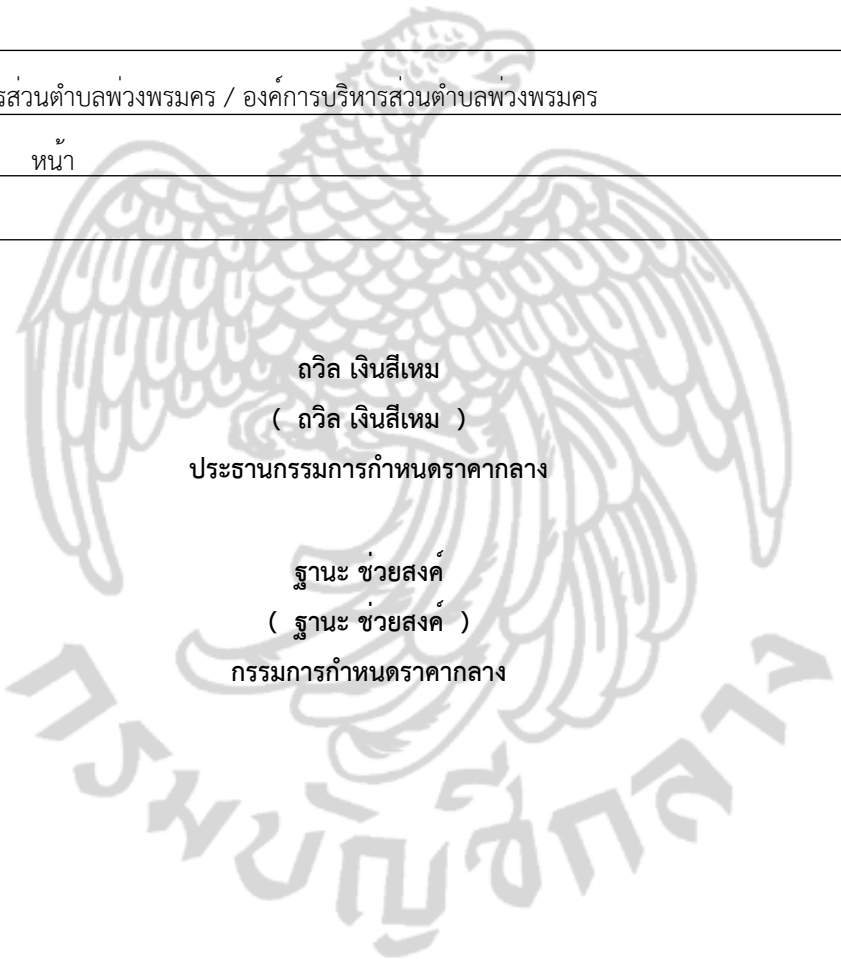 รส่วนตำบลพ่วงพรมคร / องค์การบริหารส่วนตำบลพ่วงพรมคร
หน้า
ถวิล เงินสีเหม
( ถวิล เงินสีเหม )
ประธานกรรมการกำหนดราคากลาง
ฐานะ ช่วยสงค์
( ฐานะ ช่วยสงค์ )
กรรมการกำหนดราคากลาง
กรมบัญชีกลาง